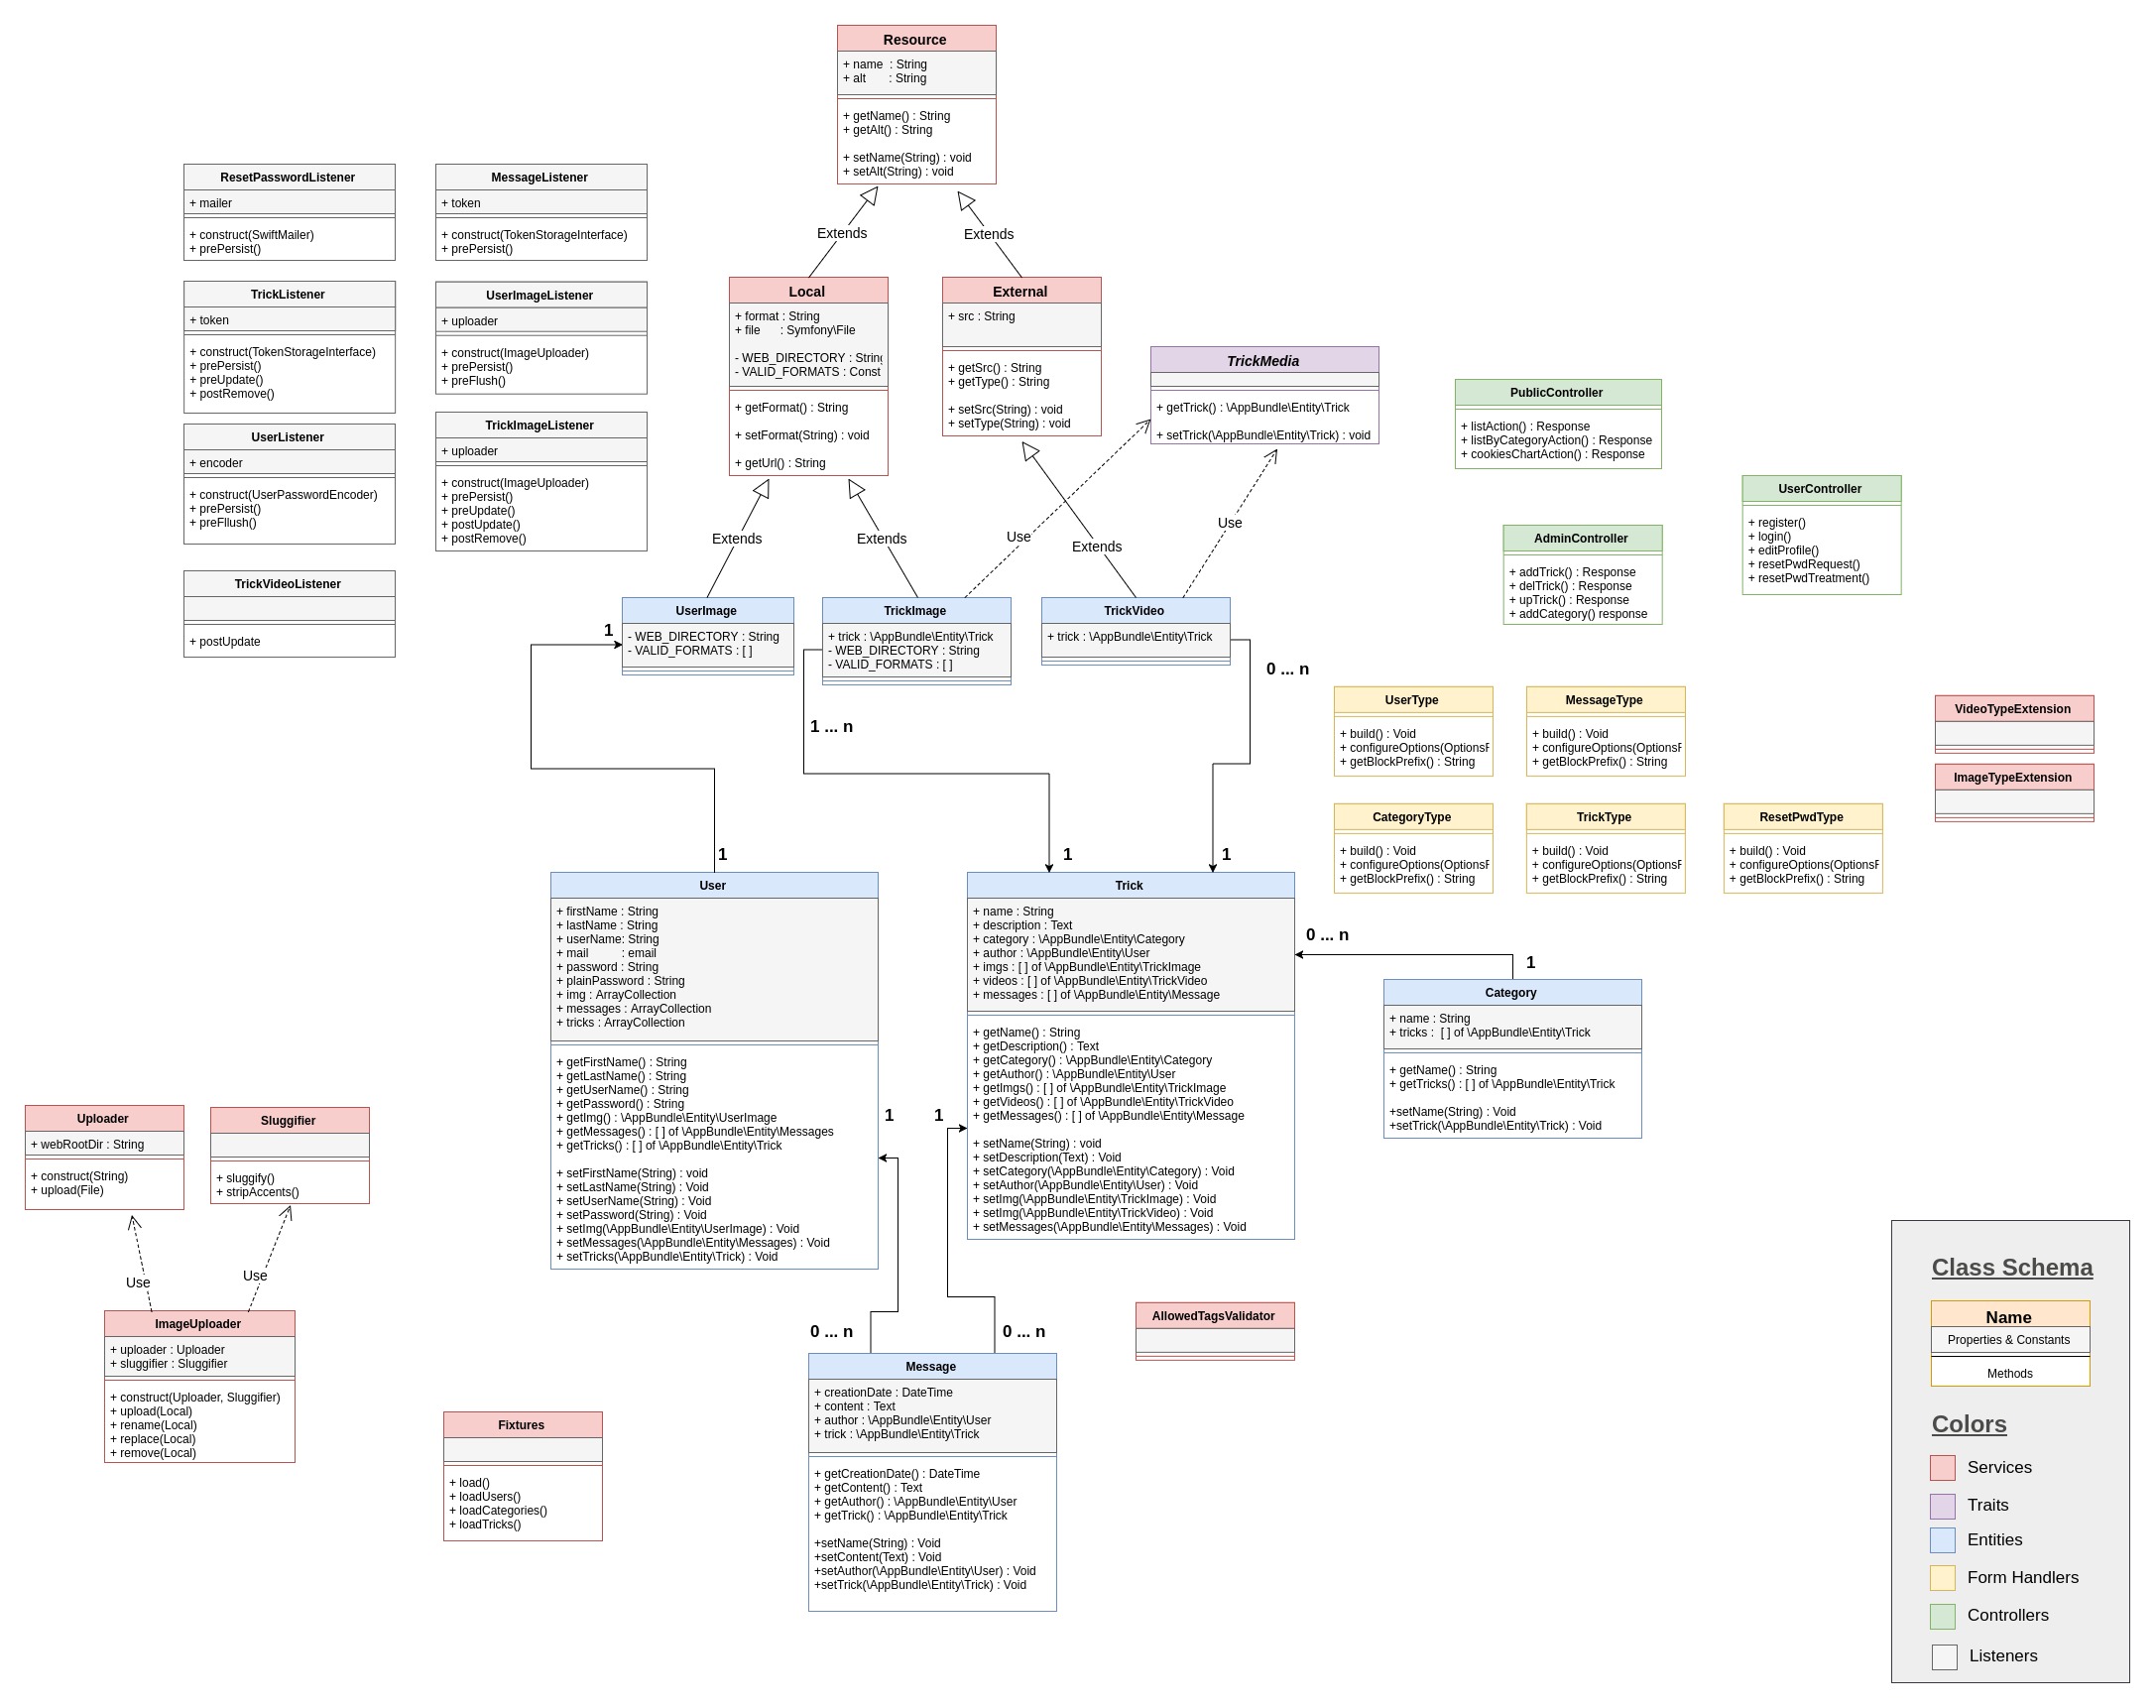 Resource
+ name : String
+ alt : String
+ getName() : String
+ getAlt() : String
+ setName(String) : void
+ setAlt(String) : void
ResetPasswordListener
+ mailer
+ construct(SwiftMailer)
+ prePersist()
MessageListener
+ token
+ construct(TokenStorageInterface)
+ prePersist()
Extends
Extends
TrickListener
+ token
+ construct(TokenStorageInterface)
+ prePersist()
+ preUpdate()
+ postRemove()
UserImageListener
+ uploader
+ construct(ImageUploader)
+ prePersist()
+ preFlush()
Local
+ format : String
+ file : Symfony\File
- WEB_DIRECTORY : String
- VALID_FORMATS : Const
+ getFormat() : String
+ setFormat(String) : void
+ getUrl() : String
External
+ src : String
+ getSrc() : String
+ getType() : String
+ setSrc(String) : void
+ setType(String) : void
TrickMedia
+ getTrick() : \AppBundle\Entity\Trick
+ setTrick(\AppBundle\Entity\Trick) : void
PublicController
+ listAction() : Response
+ listByCategoryAction() : Response
+ cookiesChartAction() : Response
UserListener
+ encoder
+ construct(UserPasswordEncoder)
+ prePersist()
+ preFllush()
TrickImageListener
+ uploader
+ construct(ImageUploader)
+ prePersist()
+ preUpdate()
+ postUpdate()
+ postRemove()
UserController
+ register()
+ login()
+ editProfile()
+ resetPwdRequest()
+ resetPwdTreatment()
AdminController
+ addTrick() : Response
+ delTrick() : Response
+ upTrick() : Response
+ addCategory() response
Extends
Extends
Use
Extends
Use
TrickVideoListener
+ postUpdate
UserImage
- WEB_DIRECTORY : String
- VALID_FORMATS : [ ]
TrickImage
+ trick : \AppBundle\Entity\Trick
- WEB_DIRECTORY : String
- VALID_FORMATS : [ ]
TrickVideo
+ trick : \AppBundle\Entity\Trick
1
0 ... n
1 ... n
UserType
+ build() : Void
+ configureOptions(OptionsF
+ getBlockPrefix() : String
MessageType
+ build() : Void
+ configureOptions(OptionsF
+ getBlockPrefix() : String
VideoTypeExtension
ImageTypeExtension
CategoryType
+ build() : Void
+ configureOptions(OptionsF
+ getBlockPrefix() : String
TrickType
+ build() : Void
+ configureOptions(OptionsF
+ getBlockPrefix() : String
ResetPwdType
+ build() : Void
+ configureOptions(OptionsF
+ getBlockPrefix() : String
1
1
1
User
+ firstName : String
+ lastName : String
+ userName: String
+ mail : email
+ password : String
+ plainPassword : String
+ img : ArrayCollection
+ messages : ArrayCollection
+ tricks : ArrayCollection
+ getFirstName() : String
+ getLastName() : String
+ getUserName() : String
+ getPassword() : String
+ getImg() : \AppBundle\Entity\UserImage
+ getMessages() : [ ] of \AppBundle\Entity\Messages
+ getTricks() : [ ] of \AppBundle\Entity\Trick
+ setFirstName(String) : void
+ setLastName(String) : Void
+ setUserName(String) : Void
+ setPassword(String) : Void
+ setImg(\AppBundle\Entity\UserImage) : Void
+ setMessages(\AppBundle\Entity\Messages) : Void
+ setTricks(\AppBundle\Entity\Trick) : Void
Trick
+ name : String
+ description : Text
+ category : \AppBundle\Entity\Category
+ author : \AppBundle\Entity\User
+ imgs : [ ] of \AppBundle\Entity\TrickImage
+ videos : [ ] of \AppBundle\Entity\TrickVideo
+ messages : [ ] of \AppBundle\Entity\Message
+ getName() : String
+ getDescription() : Text
+ getCategory() : \AppBundle\Entity\Category
+ getAuthor() : \AppBundle\Entity\User
+ getImgs() : [ ] of \AppBundle\Entity\TrickImage
+ getVideos() : [ ] of \AppBundle\Entity\TrickVideo
+ getMessages() : [ ] of \AppBundle\Entity\Message
+ setName(String) : void
+ setDescription(Text) : Void
+ setCategory(\AppBundle\Entity\Category) : Void
+ setAuthor(\AppBundle\Entity\User) : Void
+ setImg(\AppBundle\Entity\TrickImage) : Void
+ setImg(\AppBundle\Entity\TrickVideo) : Void
+ setMessages(\AppBundle\Entity\Messages) : Void
0 ... n
1
Category
+ name : String
+ tricks : [ ] of \AppBundle\Entity\Trick
+ getName() : String
+ getTricks() : [ ] of \AppBundle\Entity\Trick
+setName(String) : Void
+setTrick(\AppBundle\Entity\Trick) : Void
1
1
Uploader
+ webRootDir : String
+ construct(String)
+ upload(File)
Sluggifier
+ sluggify()
+ stripAccents()
Use
Use
ImageUploader
+ uploader : Uploader
+ sluggifier : Sluggifier
+ construct(Uploader, Sluggifier)
+ upload(Local)
+ rename(Local)
+ replace(Local)
+ remove(Local)
Fixtures
+ load()
+ loadUsers()
+ loadCategories()
+ loadTricks()
0 ... n
0 ... n
Message
+ creationDate : DateTime
+ content : Text
+ author : \AppBundle\Entity\User
+ trick : \AppBundle\Entity\Trick
+ getCreationDate() : DateTime
+ getContent() : Text
+ getAuthor() : \AppBundle\Entity\User
+ getTrick() : \AppBundle\Entity\Trick
+setName(String) : Void
+setContent(Text) : Void
+setAuthor(\AppBundle\Entity\User) : Void
+setTrick(\AppBundle\Entity\Trick) : Void
AllowedTagsValidator
Class Schema
Name
Properties & Constants
Methods
Colors
Services
Traits
Entities
Form Handlers
Controllers
Listeners